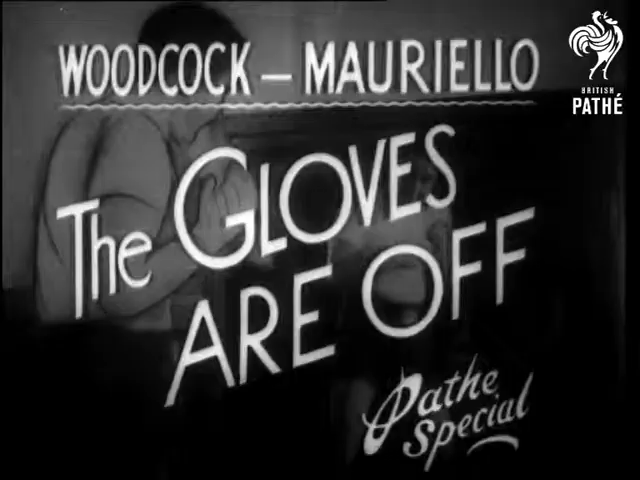 WOODCOCK – MAURIELLO
The GLOVES
ARE OFF
Pathe
Special
BRITISH
PATHÉ